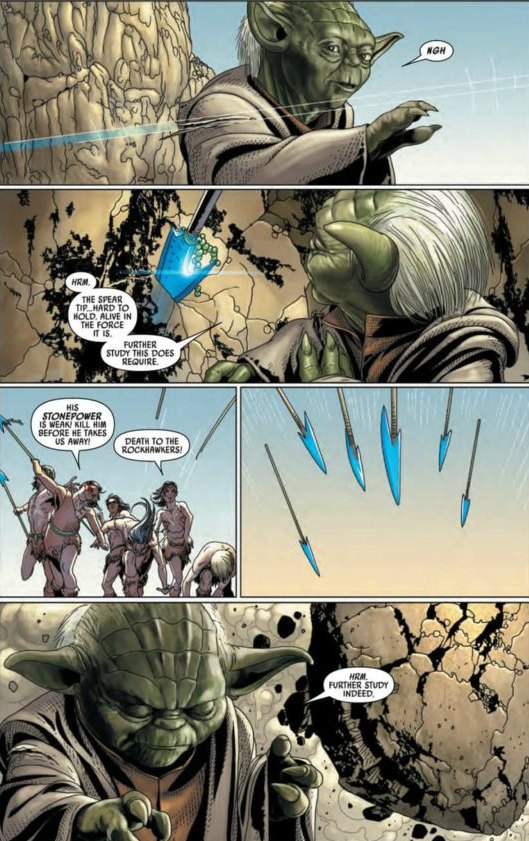 NGH
HRM.
THE SPEAR
TIP...HARD TO
HOLD. ALIVE IN
THE FORCE
IT IS.
FURTHER
STUDY THIS DOES
REQUIRE.
HIS
STONEPOWER
IS WEAK! KILL HIM
BEFORE HE TAKES
US AWAY!
DEATH TO THE
ROCKHAWKERS!
HRM.
FURTHER STUDY
INDEED.